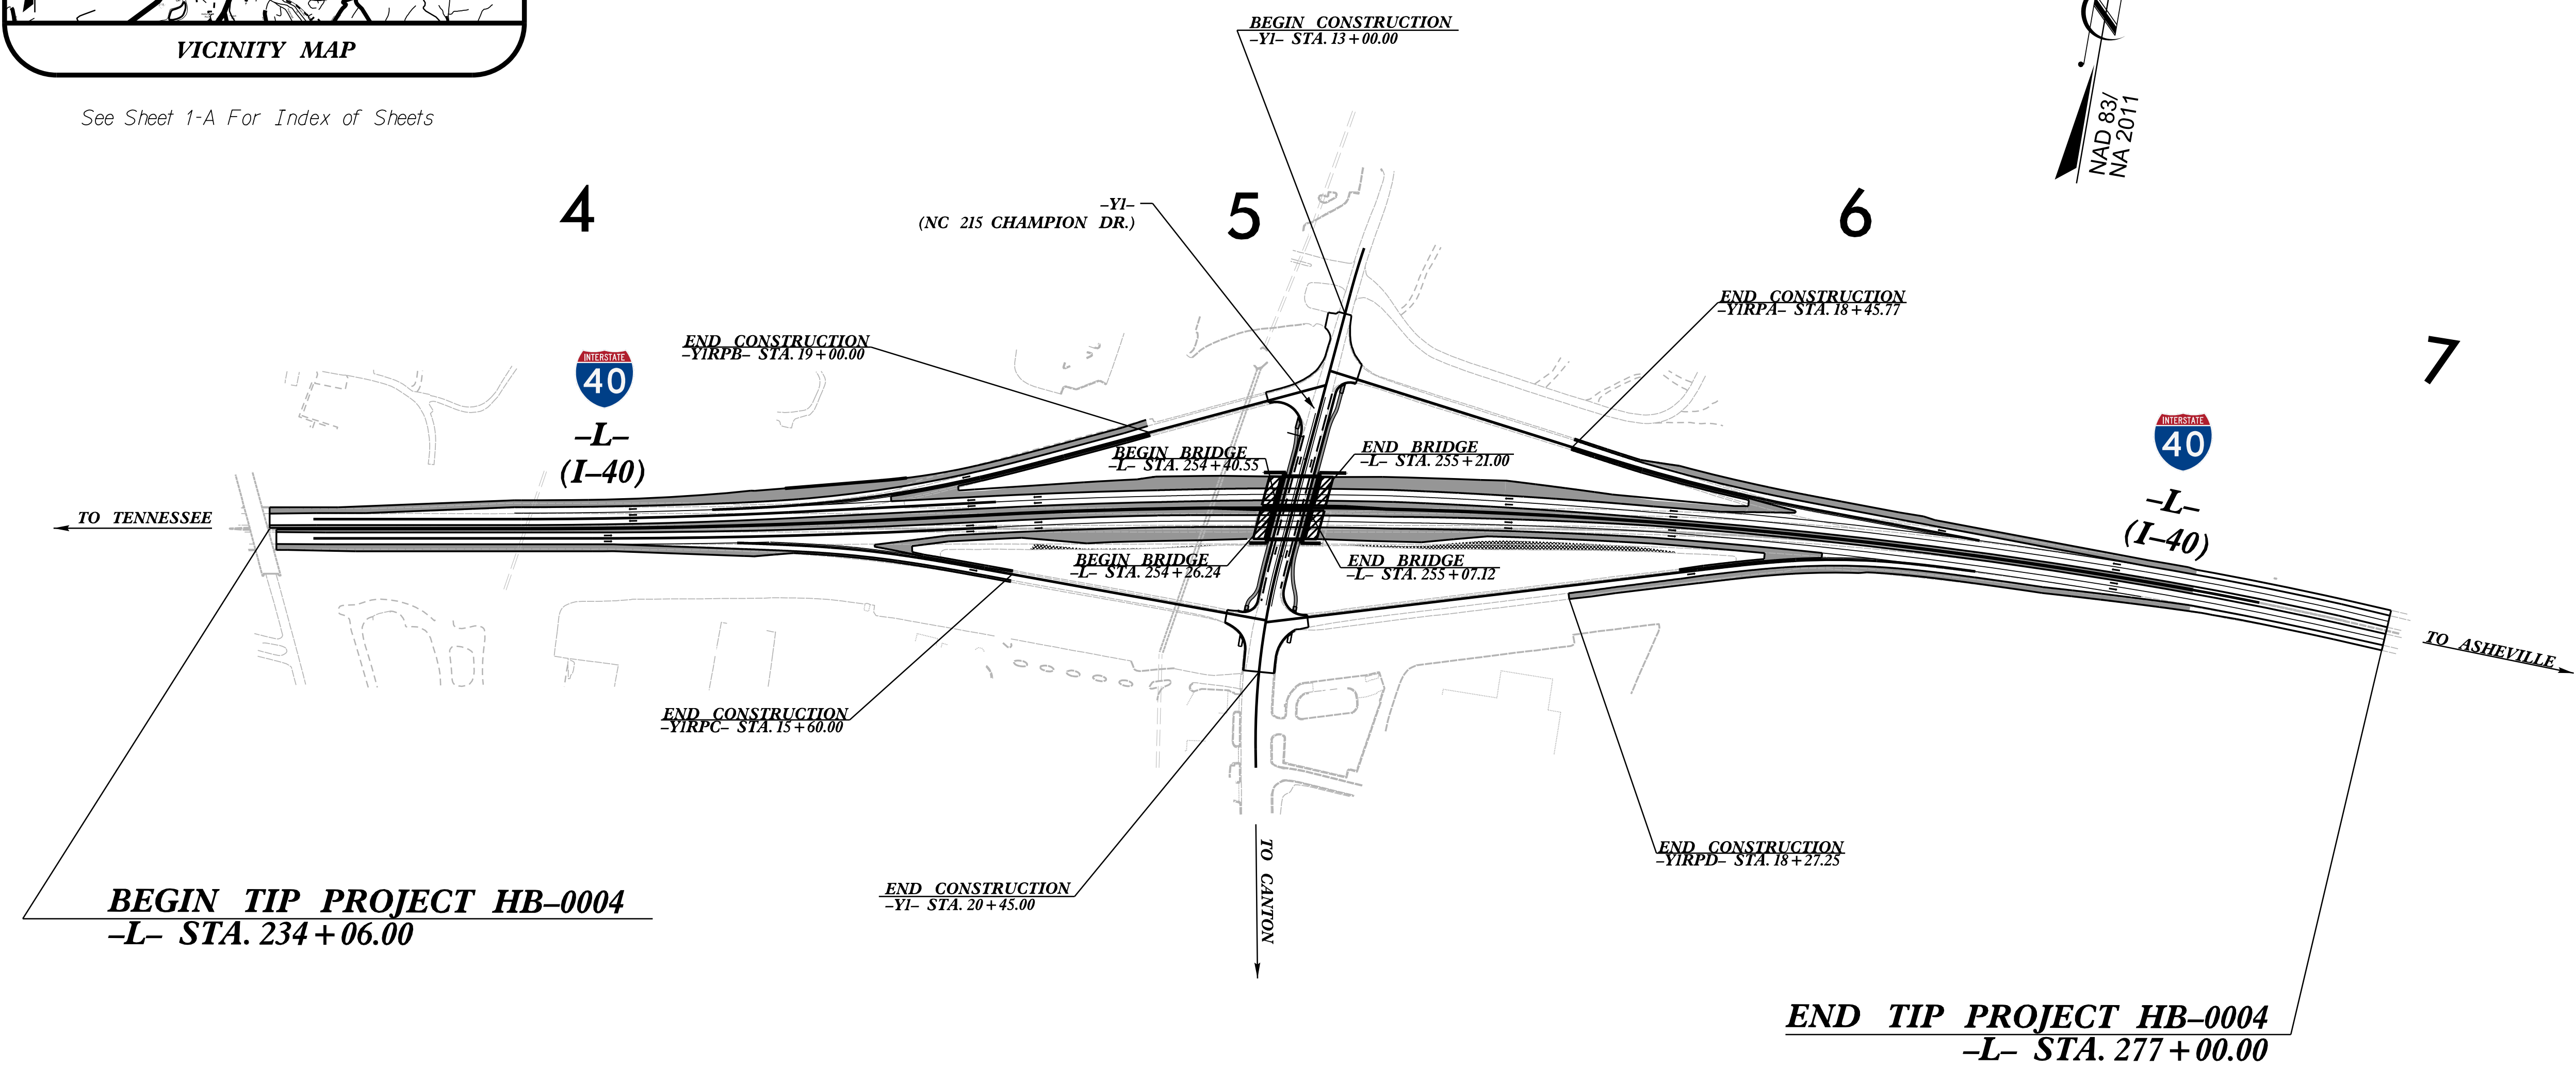 BEGIN CONSTRUCTION
–Y1– STA. 13+00.00
VICINITY MAP
See Sheet 1-A For Index of Sheets
NAD 83/
NA 2011
4
5
6
7
–Y1–
(NC 215 CHAMPION DR.)
END CONSTRUCTION
–Y1RPA– STA. 18+45.77
END CONSTRUCTION
–Y1RPB– STA. 19+00.00
INTERSTATE
40
–L–
(I–40)
INTERSTATE
40
–L–
(I–40)
BEGIN BRIDGE
–L– STA. 254+40.55
END BRIDGE
–L– STA. 255+21.00
TO TENNESSEE
BEGIN BRIDGE
–L– STA. 254+26.24
END BRIDGE
–L– STA. 255+07.12
TO ASHEVILLE
END CONSTRUCTION
–Y1RPC– STA. 15+60.00
END CONSTRUCTION
–Y1RPD– STA. 18+27.25
TO CANTON
END CONSTRUCTION
–Y1– STA. 20+45.00
BEGIN TIP PROJECT HB–0004
–L– STA. 234+06.00
END TIP PROJECT HB–0004
–L– STA. 277+00.00